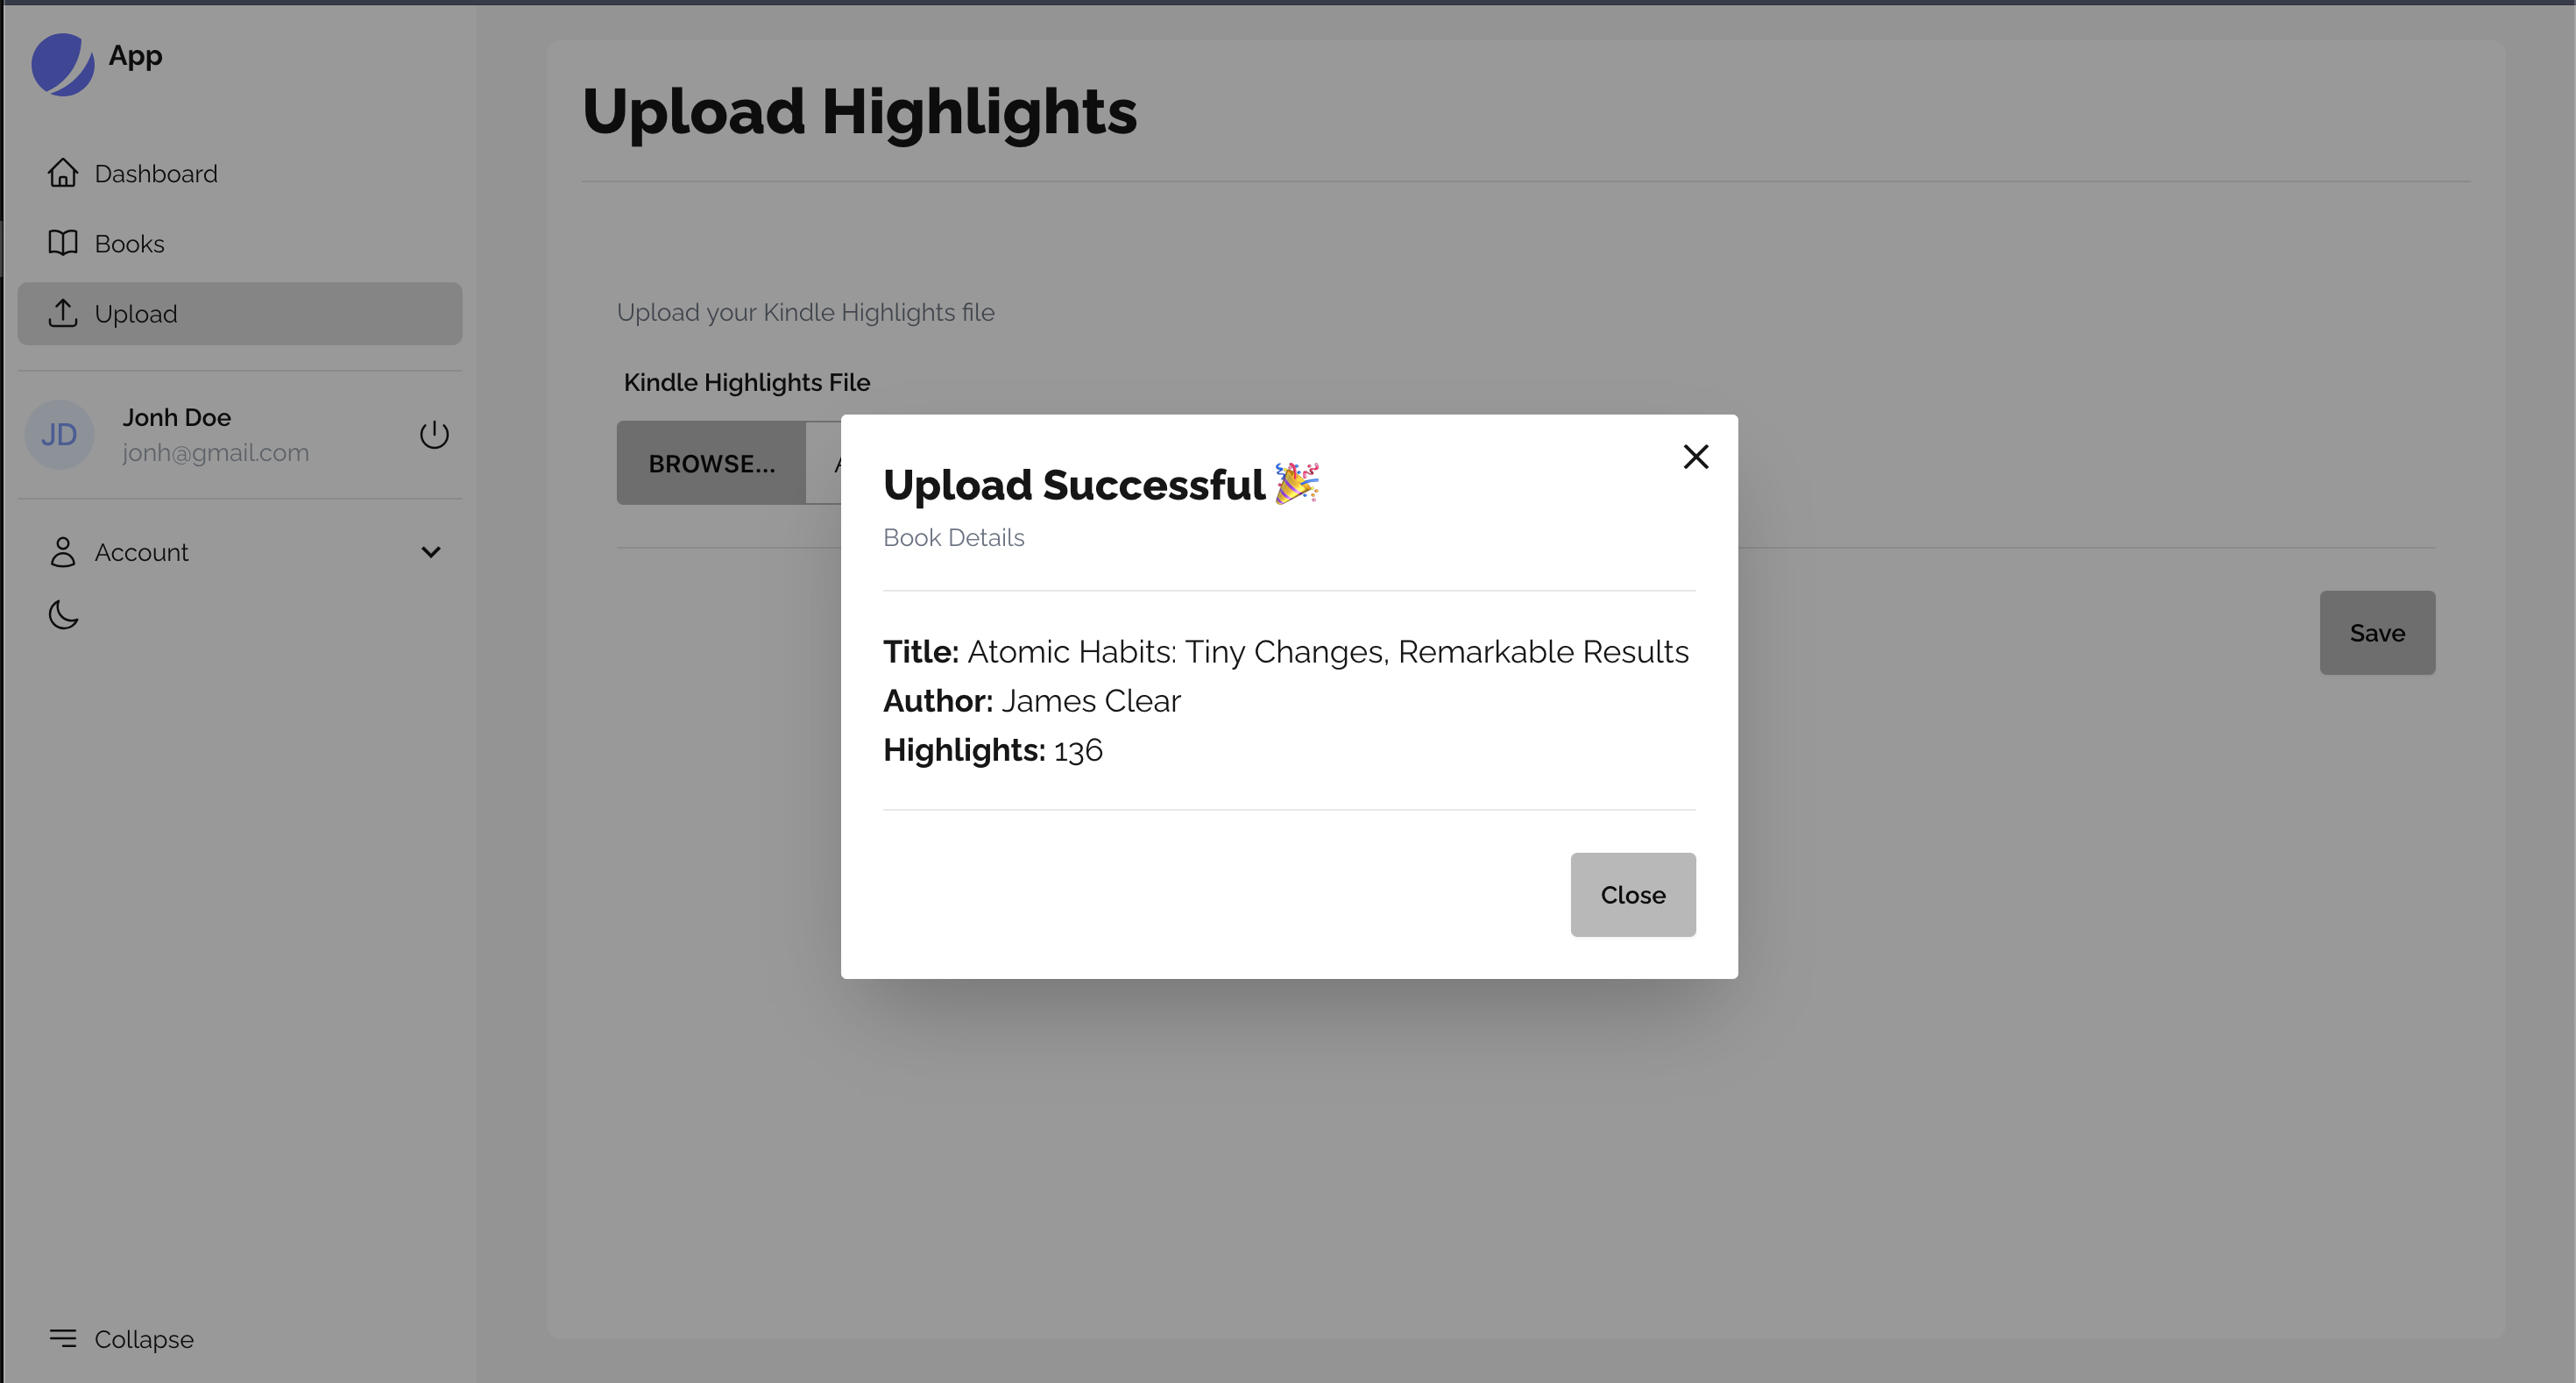 App
Dashboard
Books
Upload
JD
Jonh Doe
jonh@gmail.com
Account
Collapse
Upload Highlights
Upload your Kindle Highlights file
Kindle Highlights File
BROWSE...
Save
Upload Successful 🎉
Book Details
Title: Atomic Habits: Tiny Changes, Remarkable Results
Author: James Clear
Highlights: 136
Close